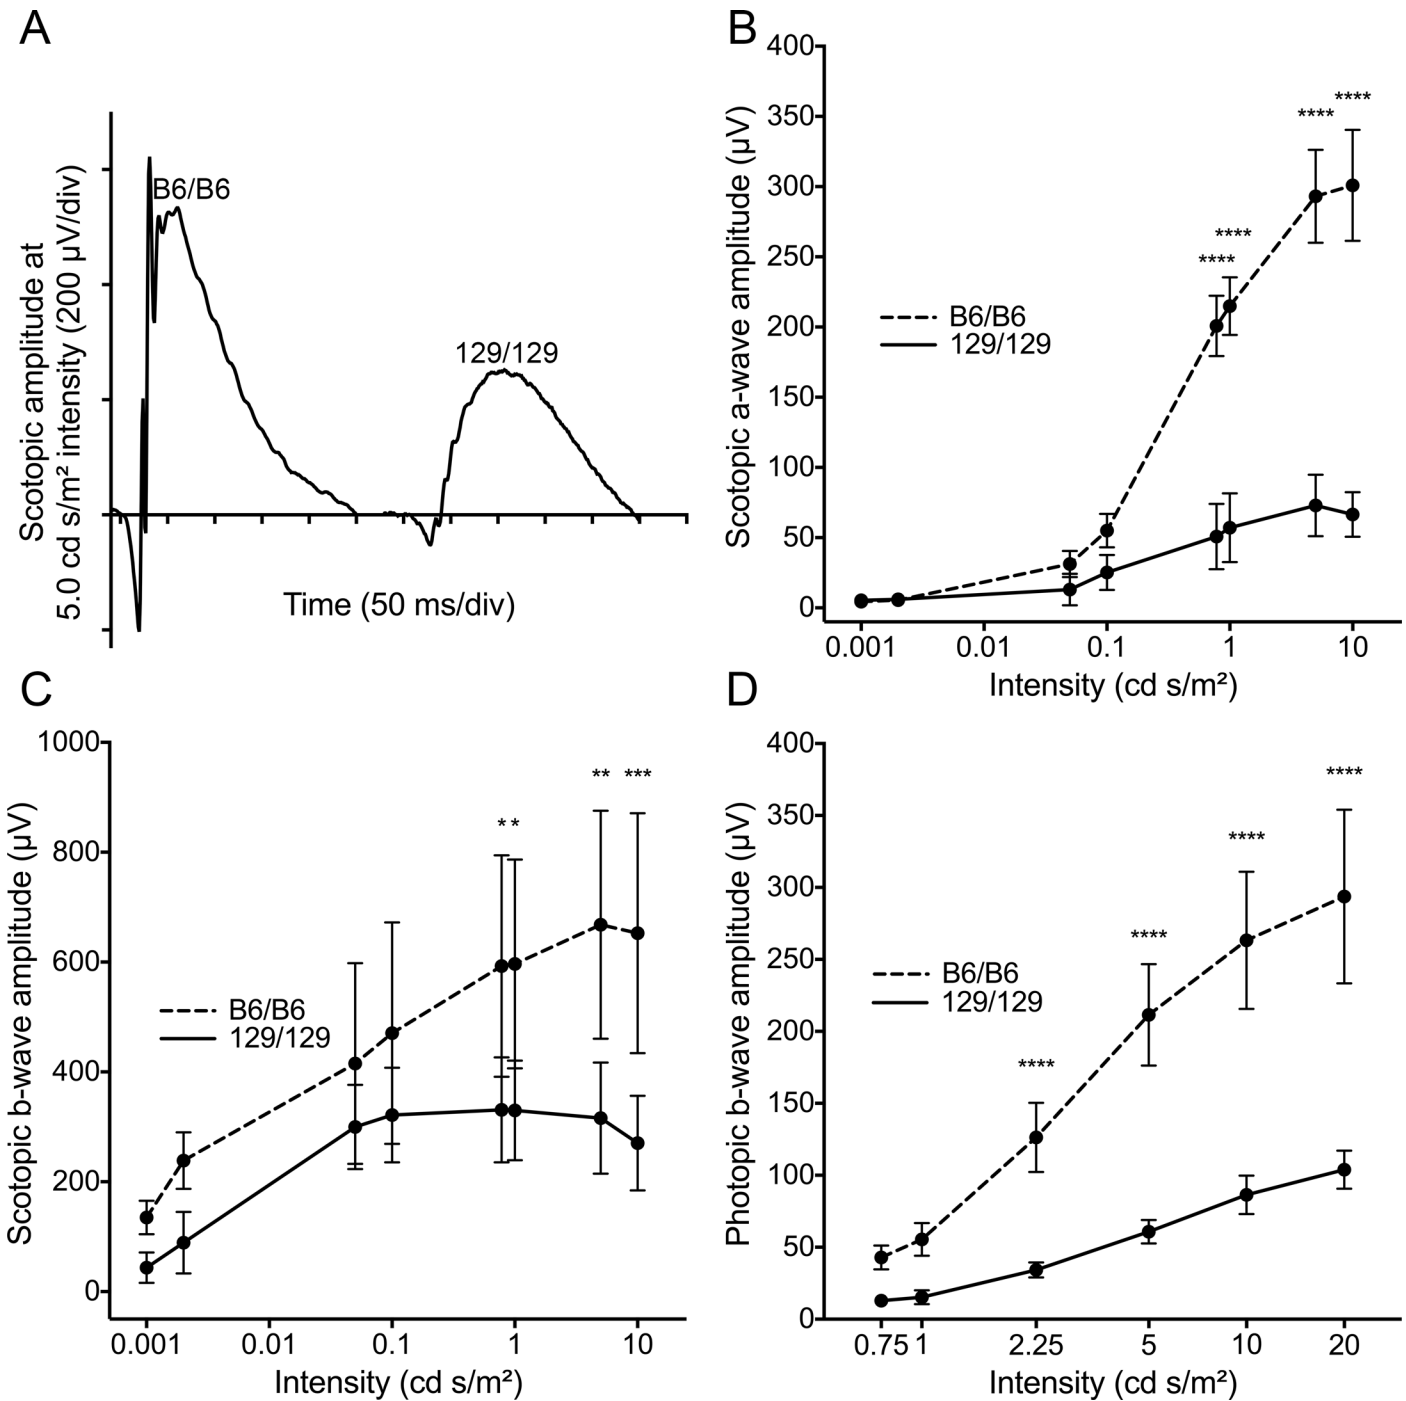 A
Scotopic amplitude at
5.0 cd s/m² intensity (200 µV/div)
B6/B6
129/129
Time (50 ms/div)
B
Scotopic a-wave amplitude (µV)
400
350
300
250
200
150
100
50
0
****
****
****
****
B6/B6
129/129
0.001 0.01 0.1 1 10
Intensity (cd s/m²)
C
Scotopic b-wave amplitude (µV)
1000
800
600
400
200
0
** ***
* *
B6/B6
129/129
0.001 0.01 0.1 1 10
Intensity (cd s/m²)
D
Photopic b-wave amplitude (µV)
400
350
300
250
200
150
100
50
0
****
****
****
****
B6/B6
129/129
0.75 1 2.25 5 10 20
Intensity (cd s/m²)